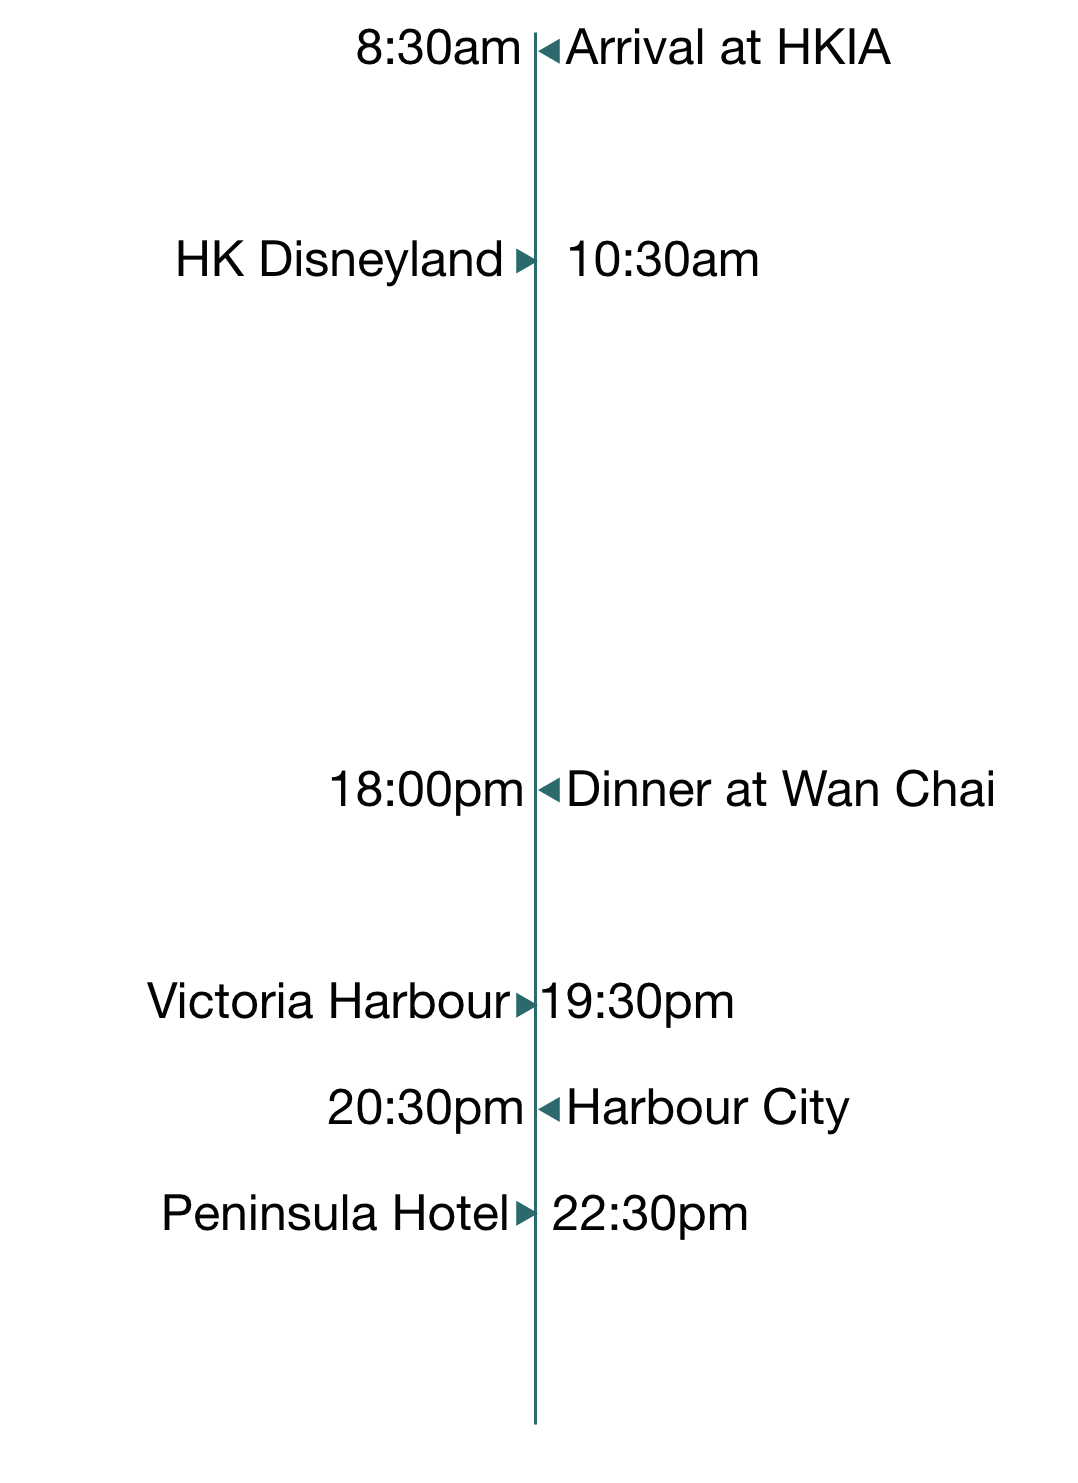 8:30am Arrival at HKIA
HK Disneyland 10:30am
18:00pm Dinner at Wan Chai
Victoria Harbour 19:30pm
20:30pm Harbour City
Peninsula Hotel 22:30pm